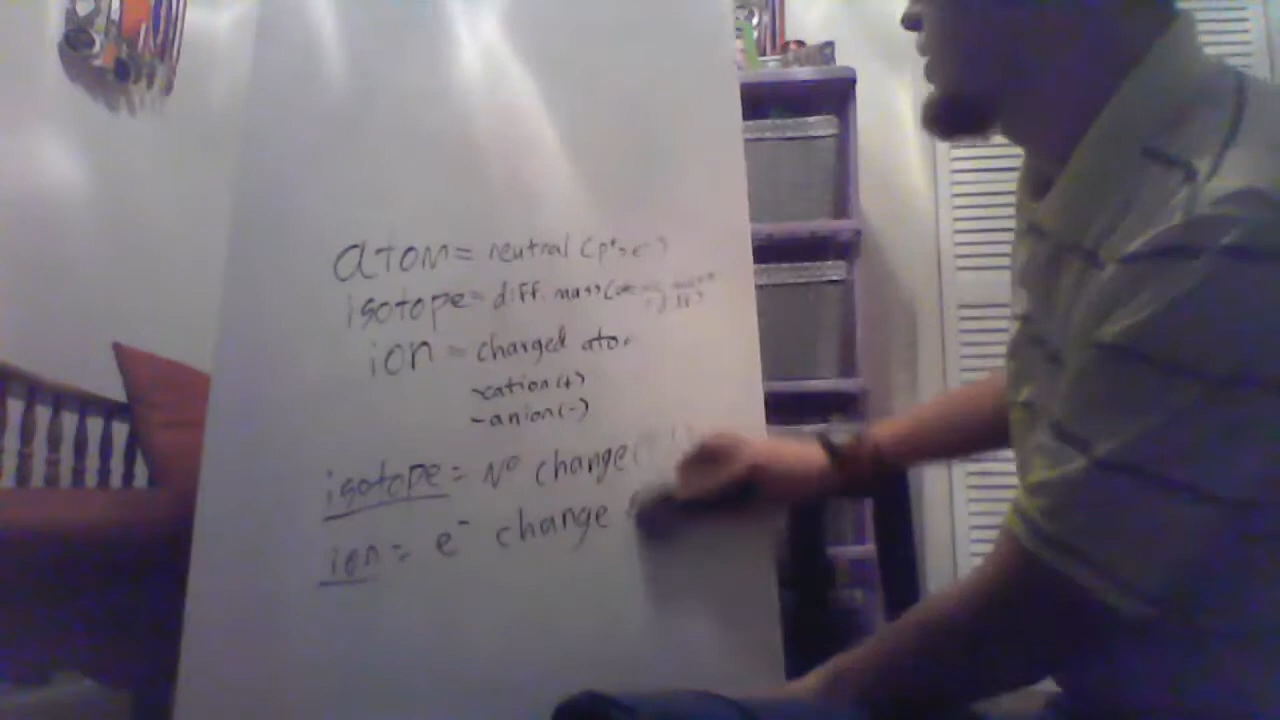 atom = neutral (p⁺=e⁻)
isotope = diff. mass (
ion = charged
-cation (+)
-anion (-)
isotope = N° change (
ion = e⁻ change